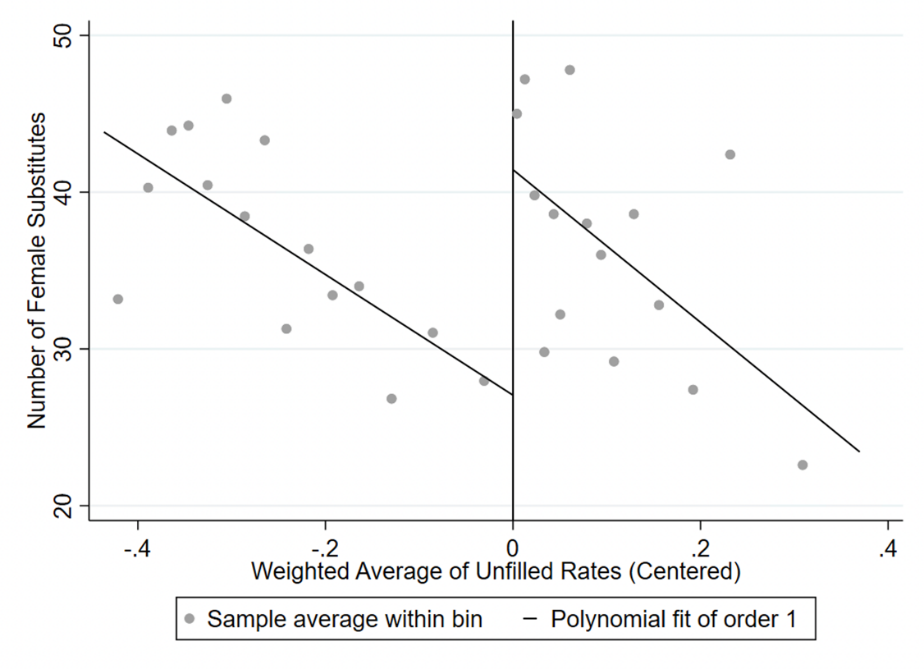 Number of Female Substitutes
50
40
30
20
-.4 -.2 0 .2 .4
Weighted Average of Unfilled Rates (Centered)
Sample average within bin
Polynomial fit of order 1